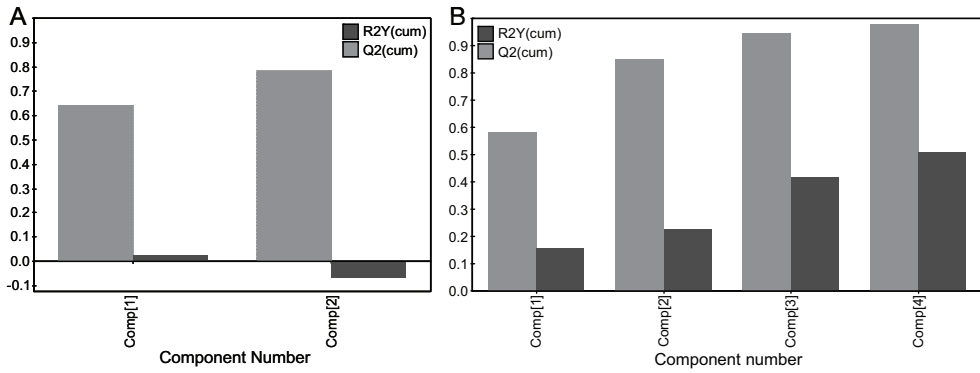 A
R2Y(cum)
Q2(cum)
0.9
0.8
0.7
0.6
0.5
0.4
0.3
0.2
0.1
0.0
-0.1
Comp[1]
Comp[2]
Component Number
B
R2Y(cum)
Q2(cum)
0.9
0.8
0.7
0.6
0.5
0.4
0.3
0.2
0.1
0.0
Comp[1]
Comp[2]
Comp[3]
Comp[4]
Component number